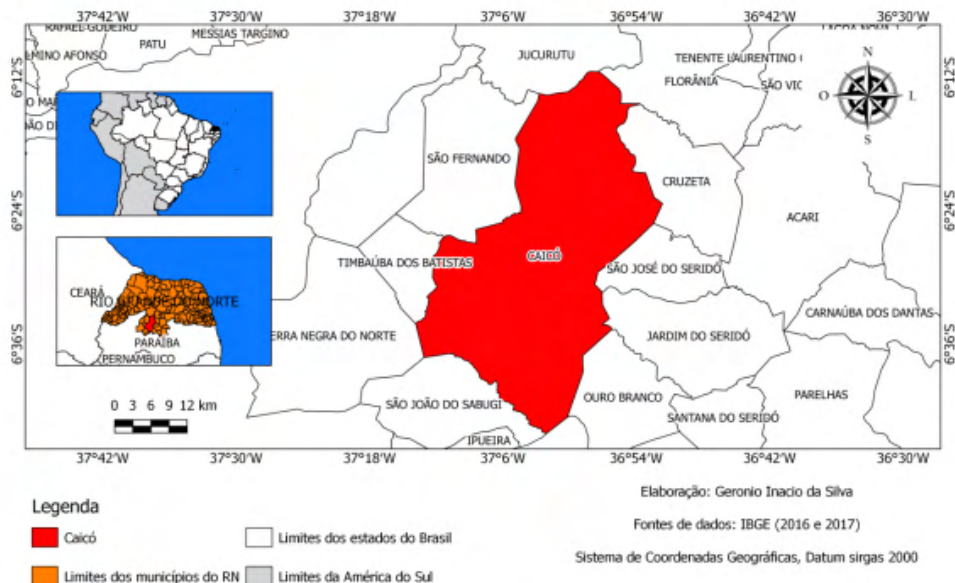 37°42'W 37°30'W 37°18'W 37°6'W 36°54'W 36°42'W 36°30'W
RAFAEL GODEIRO
MESSIAS TARGINO
PATU
LMINO AFONSO
JUCURUTU
TENENTE LAURENTINO
FLORÂNIA
SÃO VIC
N
O L
S
6°12'S 6°12'S
SÃO FERNANDO
CRUZETA
ACARI
6°24'S 6°24'S
TIMBAÚBA DOS BATISTAS
CAICÓ
SÃO JOSÉ DO SERIDÓ
CEARÁ
RIO GRANDE DO NORTE
PARAÍBA
PERNAMBUCO
CARNAÚBA DOS DANTAS
ERRA NEGRA DO NORTE
JARDIM DO SERIDÓ
6°36'S 6°36'S
0 3 6 9 12 km
SÃO JOÃO DO SABUGI
OURO BRANCO
PARELHAS
SANTANA DO SERIDÓ
IPUEIRA
37°42'W 37°30'W 37°18'W 37°6'W 36°54'W 36°42'W 36°30'W
Legenda
Caicó
Limites dos estados do Brasil
Limites dos municípios do RN
Limites da América do Sul
Elaboração: Geronio Inacio da Silva
Fontes de dados: IBGE (2016 e 2017)
Sistema de Coordenadas Geográficas, Datum sirgas 2000